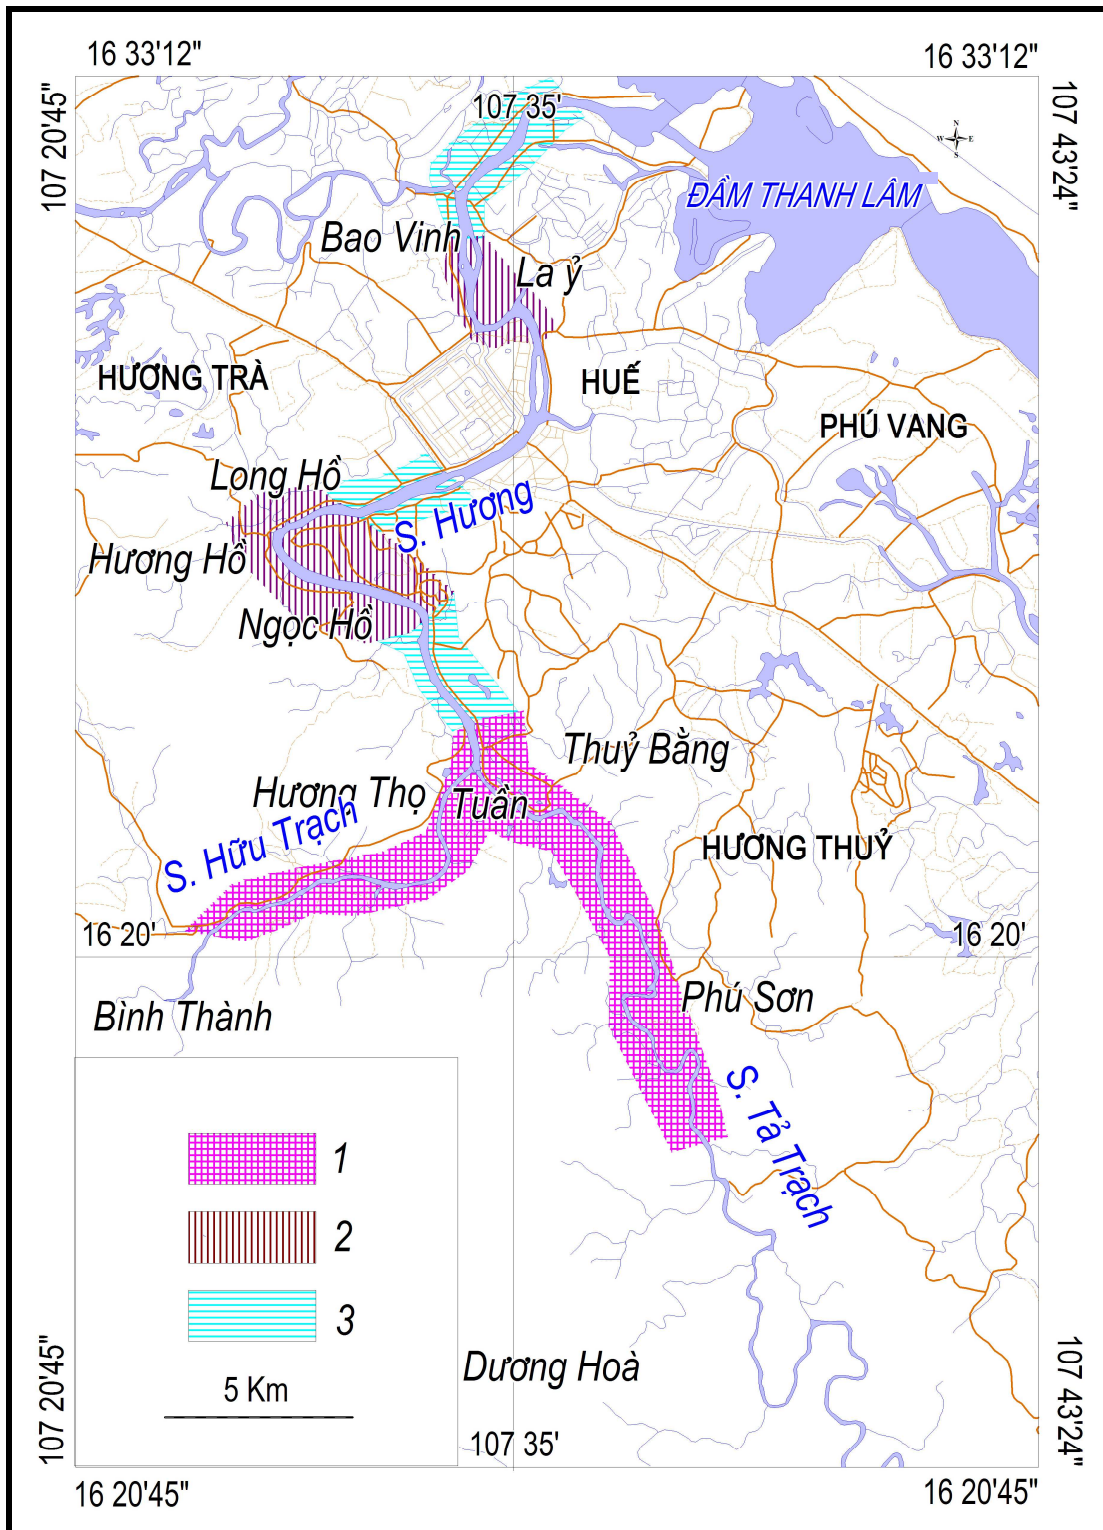 16 33'12"
16 33'12"
107 20'45"
107 43'24"
107 35'
N
W E
S
ĐẦM THANH LÂM
Bao Vinh
La ỷ
HƯƠNG TRÀ
HUẾ
PHÚ VANG
Long Hồ
S. Hương
Hương Hồ
Ngọc Hồ
Thuỷ Bằng
Hương Thọ
Tuần
S. Hữu Trạch
HƯƠNG THUỶ
16 20'
16 20'
Phú Sơn
Bình Thành
S. Tả Trạch
1
2
3
5 Km
Dương Hoà
107 35'
107 20'45"
107 43'24"
16 20'45"
16 20'45"